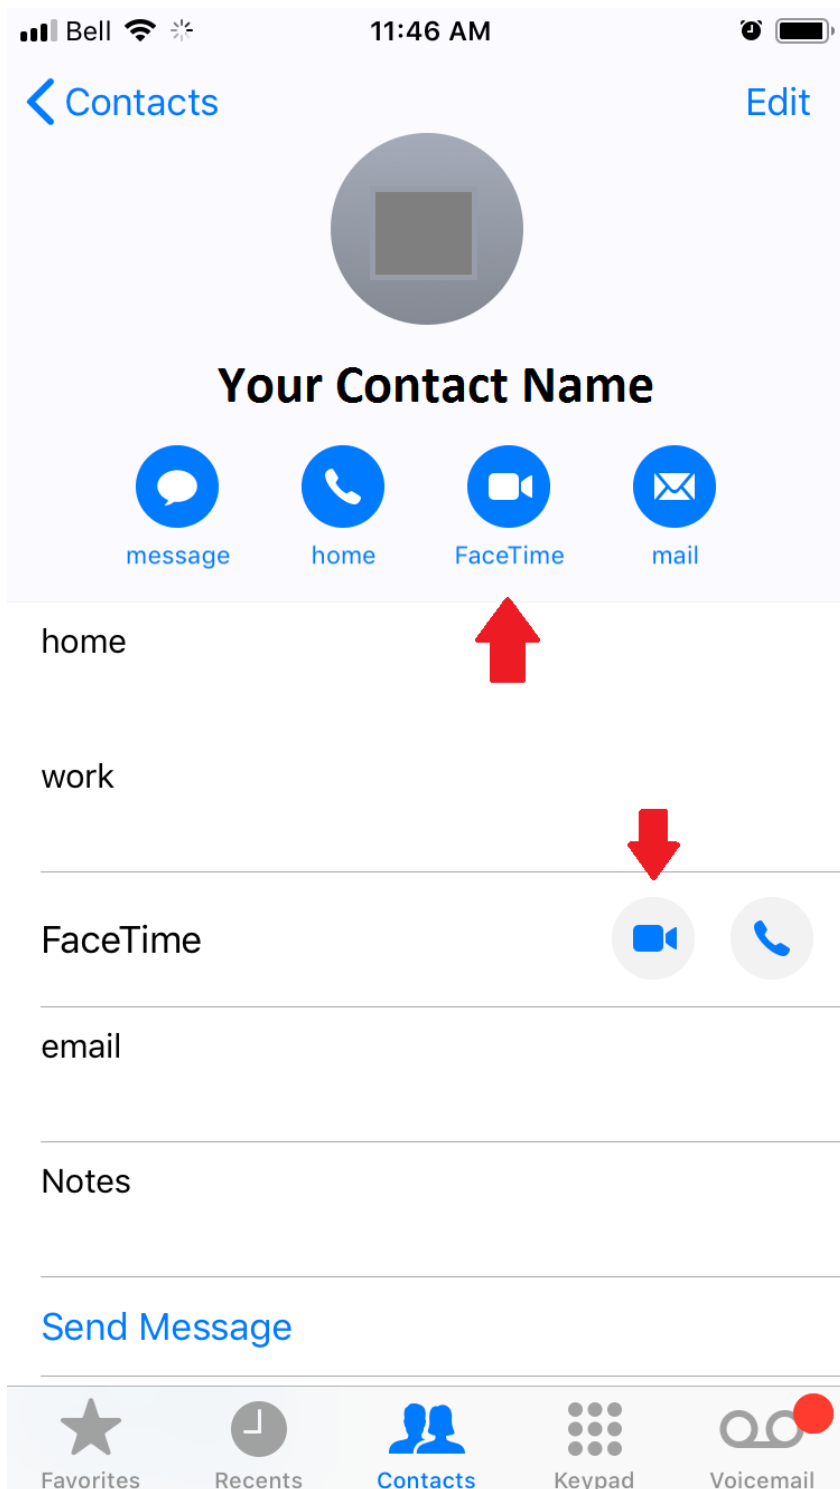 Bell 11:46 AM
Contacts Edit
Your Contact Name
message home FaceTime mail
home
work
FaceTime
email
Notes
Send Message
Favorites Recents Contacts Keypad Voicemail